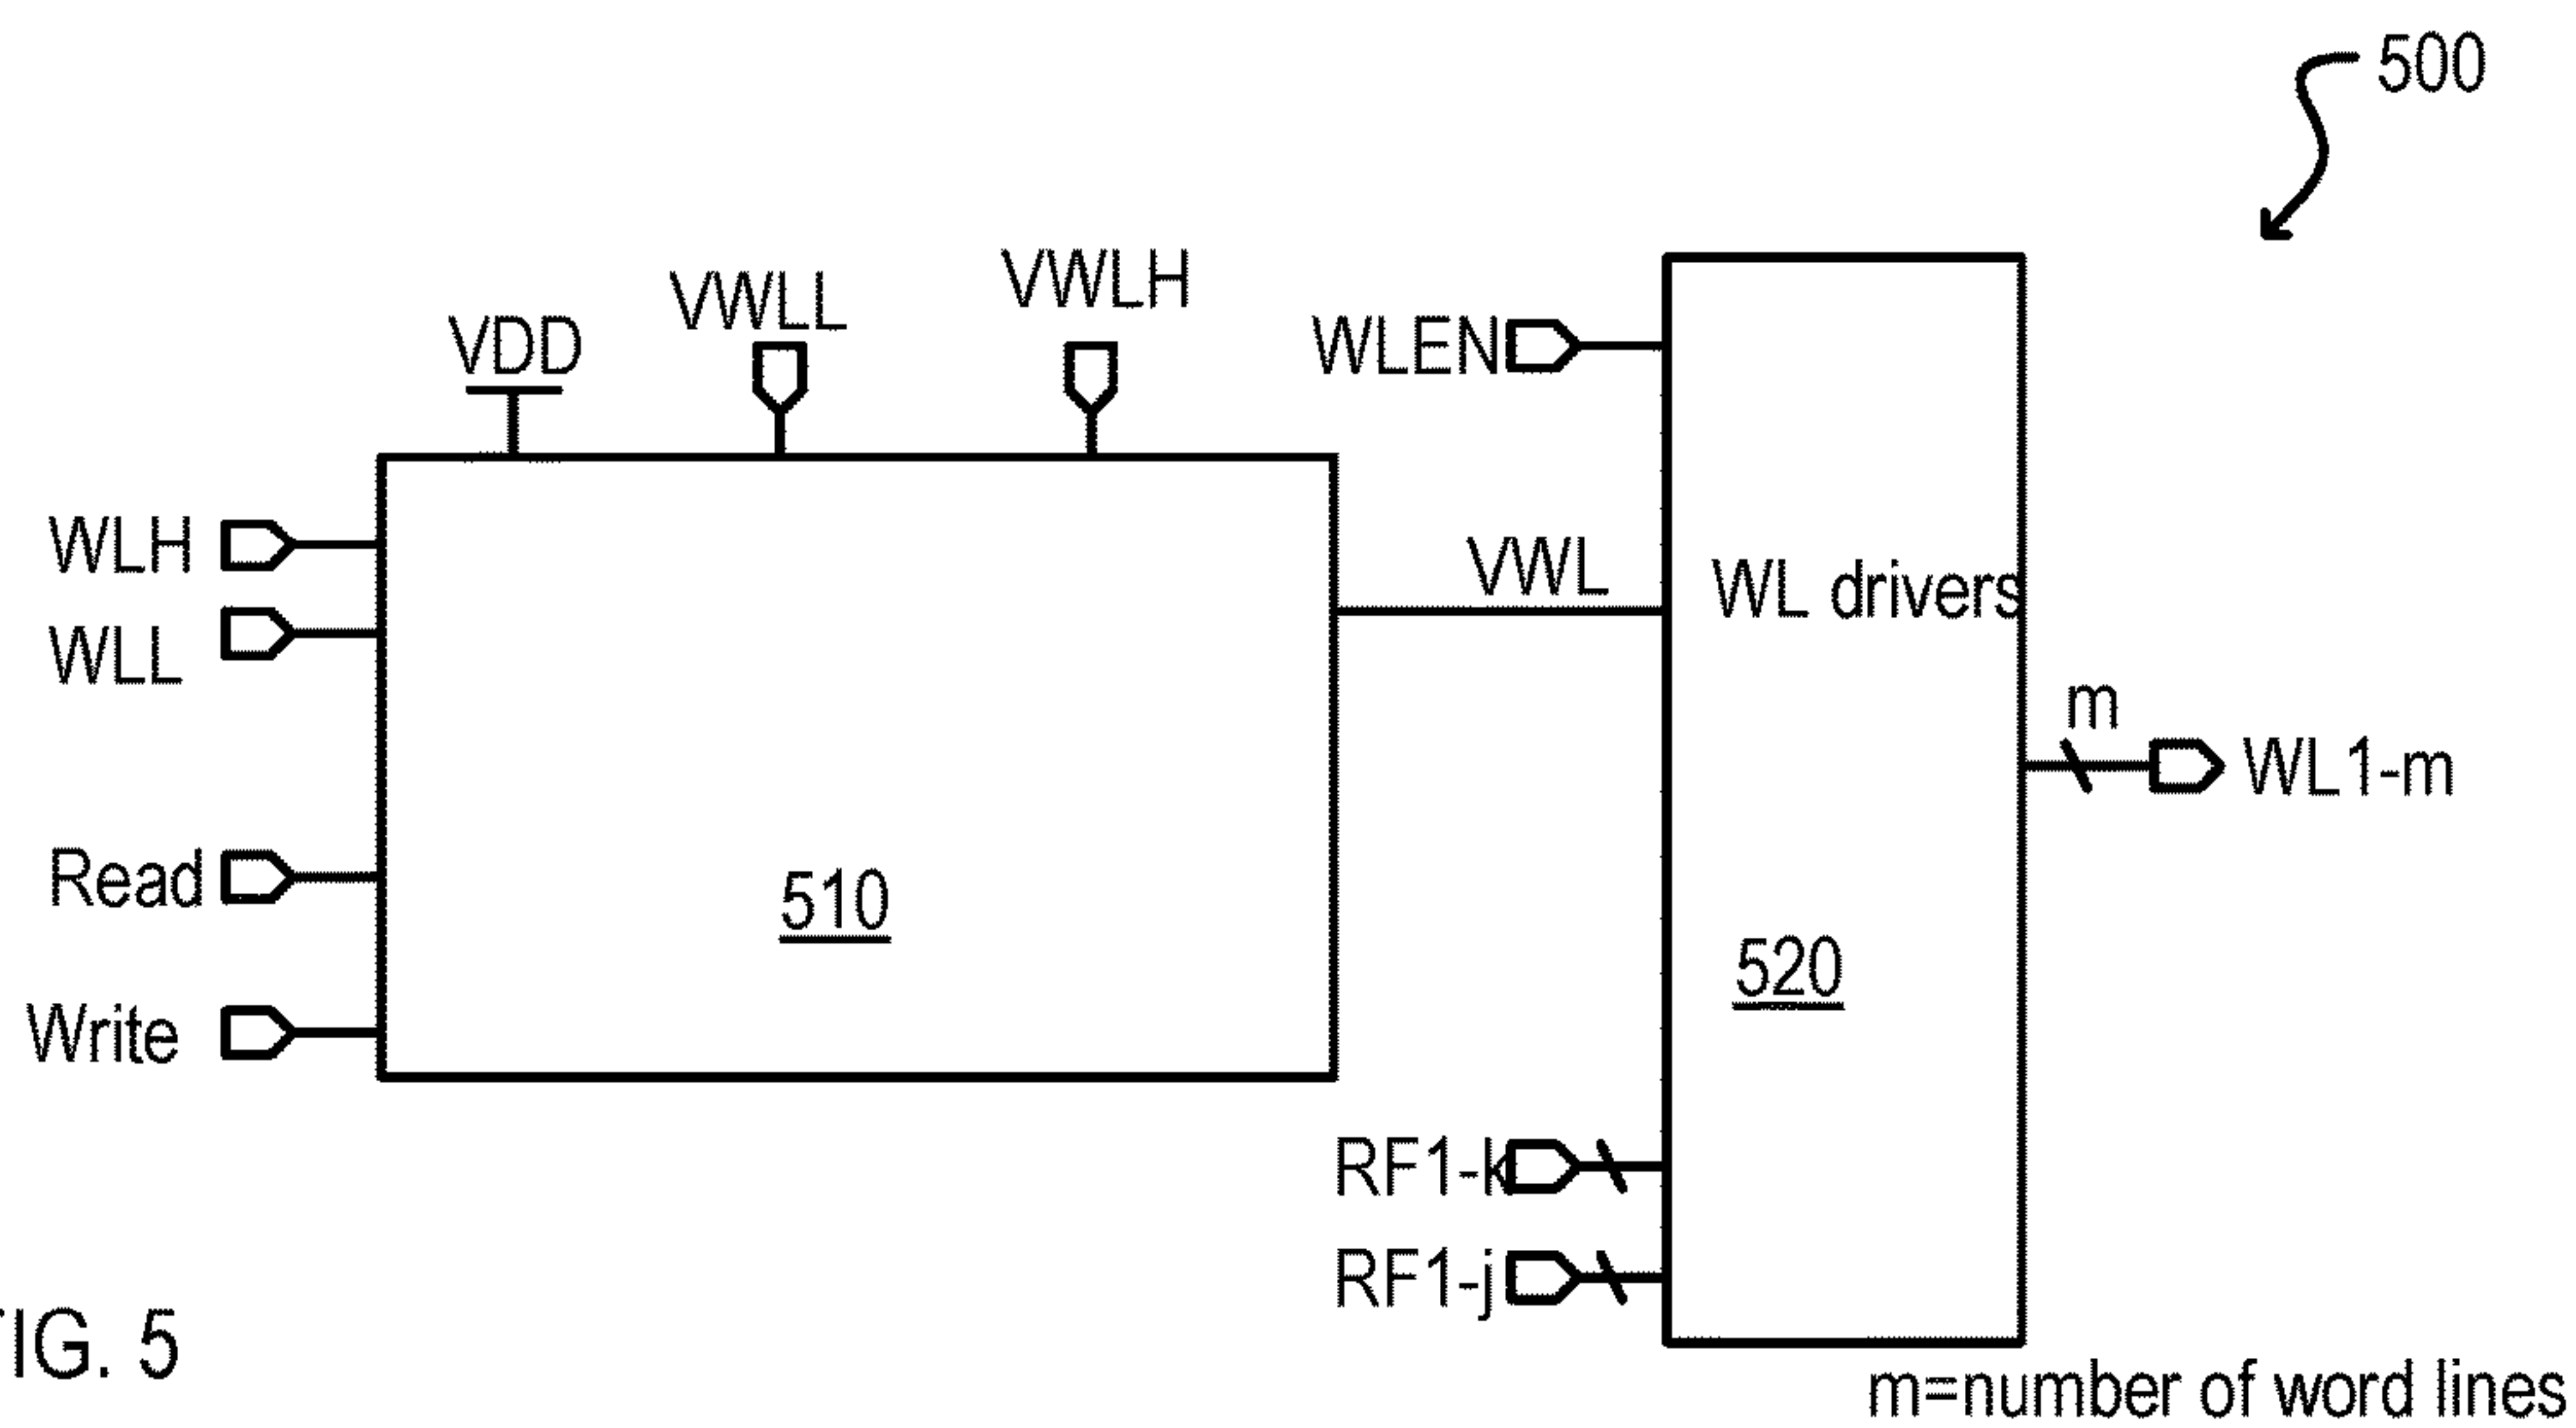 500
VDD
VWLL
VWLH
WLEN
WLH
WLL
VWL
WL drivers
m
WL1-m
Read
510
520
Write
RF1-k
RF1-j
FIG. 5
m=number of word lines